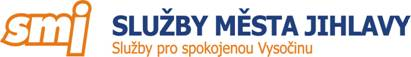 smj
SLUŽBY MĚSTA JIHLAVY
Služby pro spokojenou Vysočinu